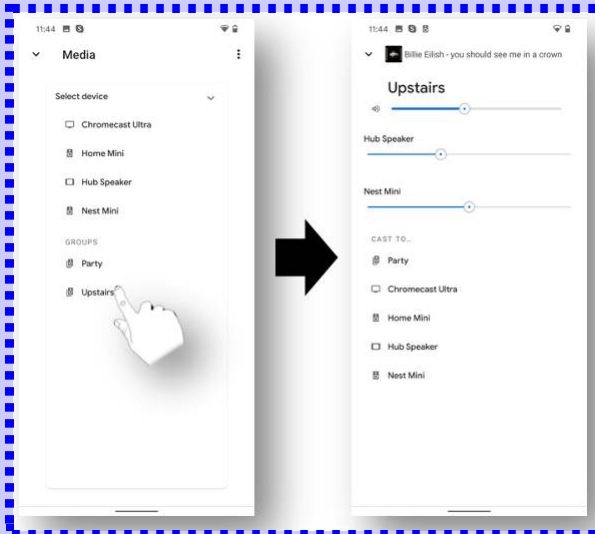 11:44
Media
Select device
Chromecast Ultra
Home Mini
Hub Speaker
Nest Mini
GROUPS
Party
Upstairs
11:44
Billie Eilish - you should see me in a crown
Upstairs
Hub Speaker
Nest Mini
CAST TO...
Party
Chromecast Ultra
Home Mini
Hub Speaker
Nest Mini